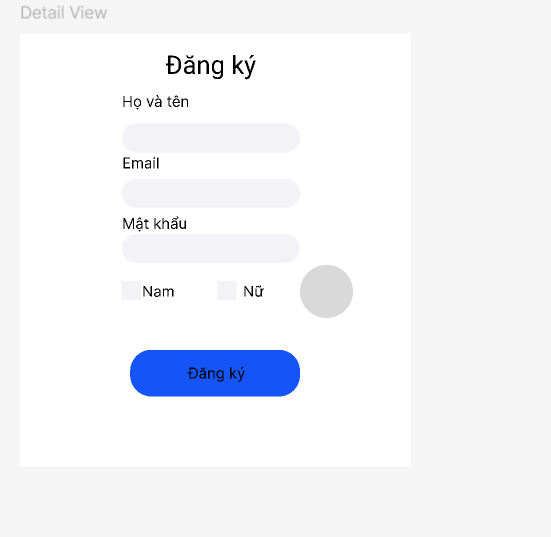 Detail View
Đăng ký
Họ và tên
Email
Mật khẩu
Nam Nữ
Đăng ký